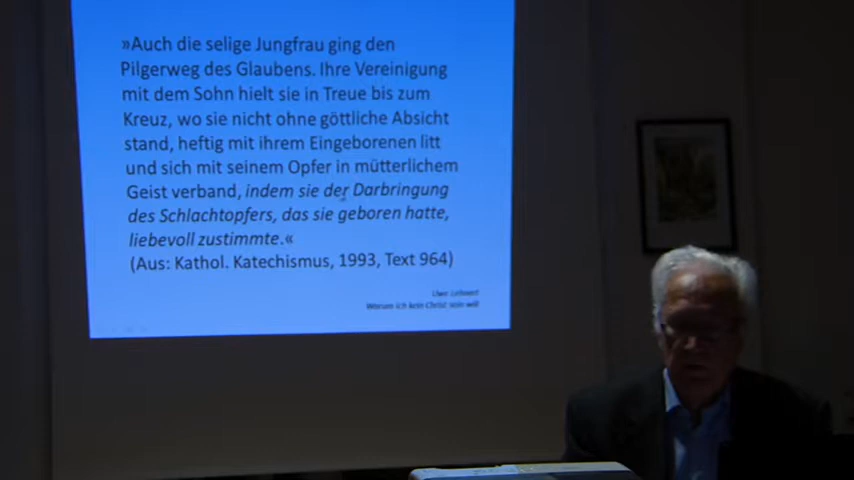 »Auch die selige Jungfrau ging den
Pilgerweg des Glaubens. Ihre Vereinigung
mit dem Sohn hielt sie in Treue bis zum
Kreuz, wo sie nicht ohne göttliche Absicht
stand, heftig mit ihrem Eingeborenen litt
und sich mit seinem Opfer in mütterlichem
Geist verband, indem sie der Darbringung
des Schlachtopfers, das sie geboren hatte,
liebevoll zustimmte.«
(Aus: Kathol. Katechismus, 1993, Text 964)
Uwe Lehnert
Warum ich kein Christ sein will